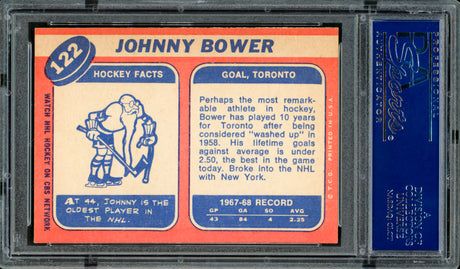 122
JOHNNY BOWER
HOCKEY FACTS
AT 44, JOHNNY IS THE
OLDEST PLAYER IN
THE NHL.
GOAL, TORONTO
Perhaps the most remark-
able athlete in hockey,
Bower has played 10 years
for Toronto after being
considered "washed up" in
1958. His lifetime goals
against average is under
2.50, the best in the game
today. Broke into the NHL
with New York.
1967-68 RECORD
GP GA SO AVG
43 84 4 2.25
WATCH NHL HOCKEY ON CBS NETWORK
© T.C.G. PRINTED IN U.S.A.
PSA
PROFESSIONAL